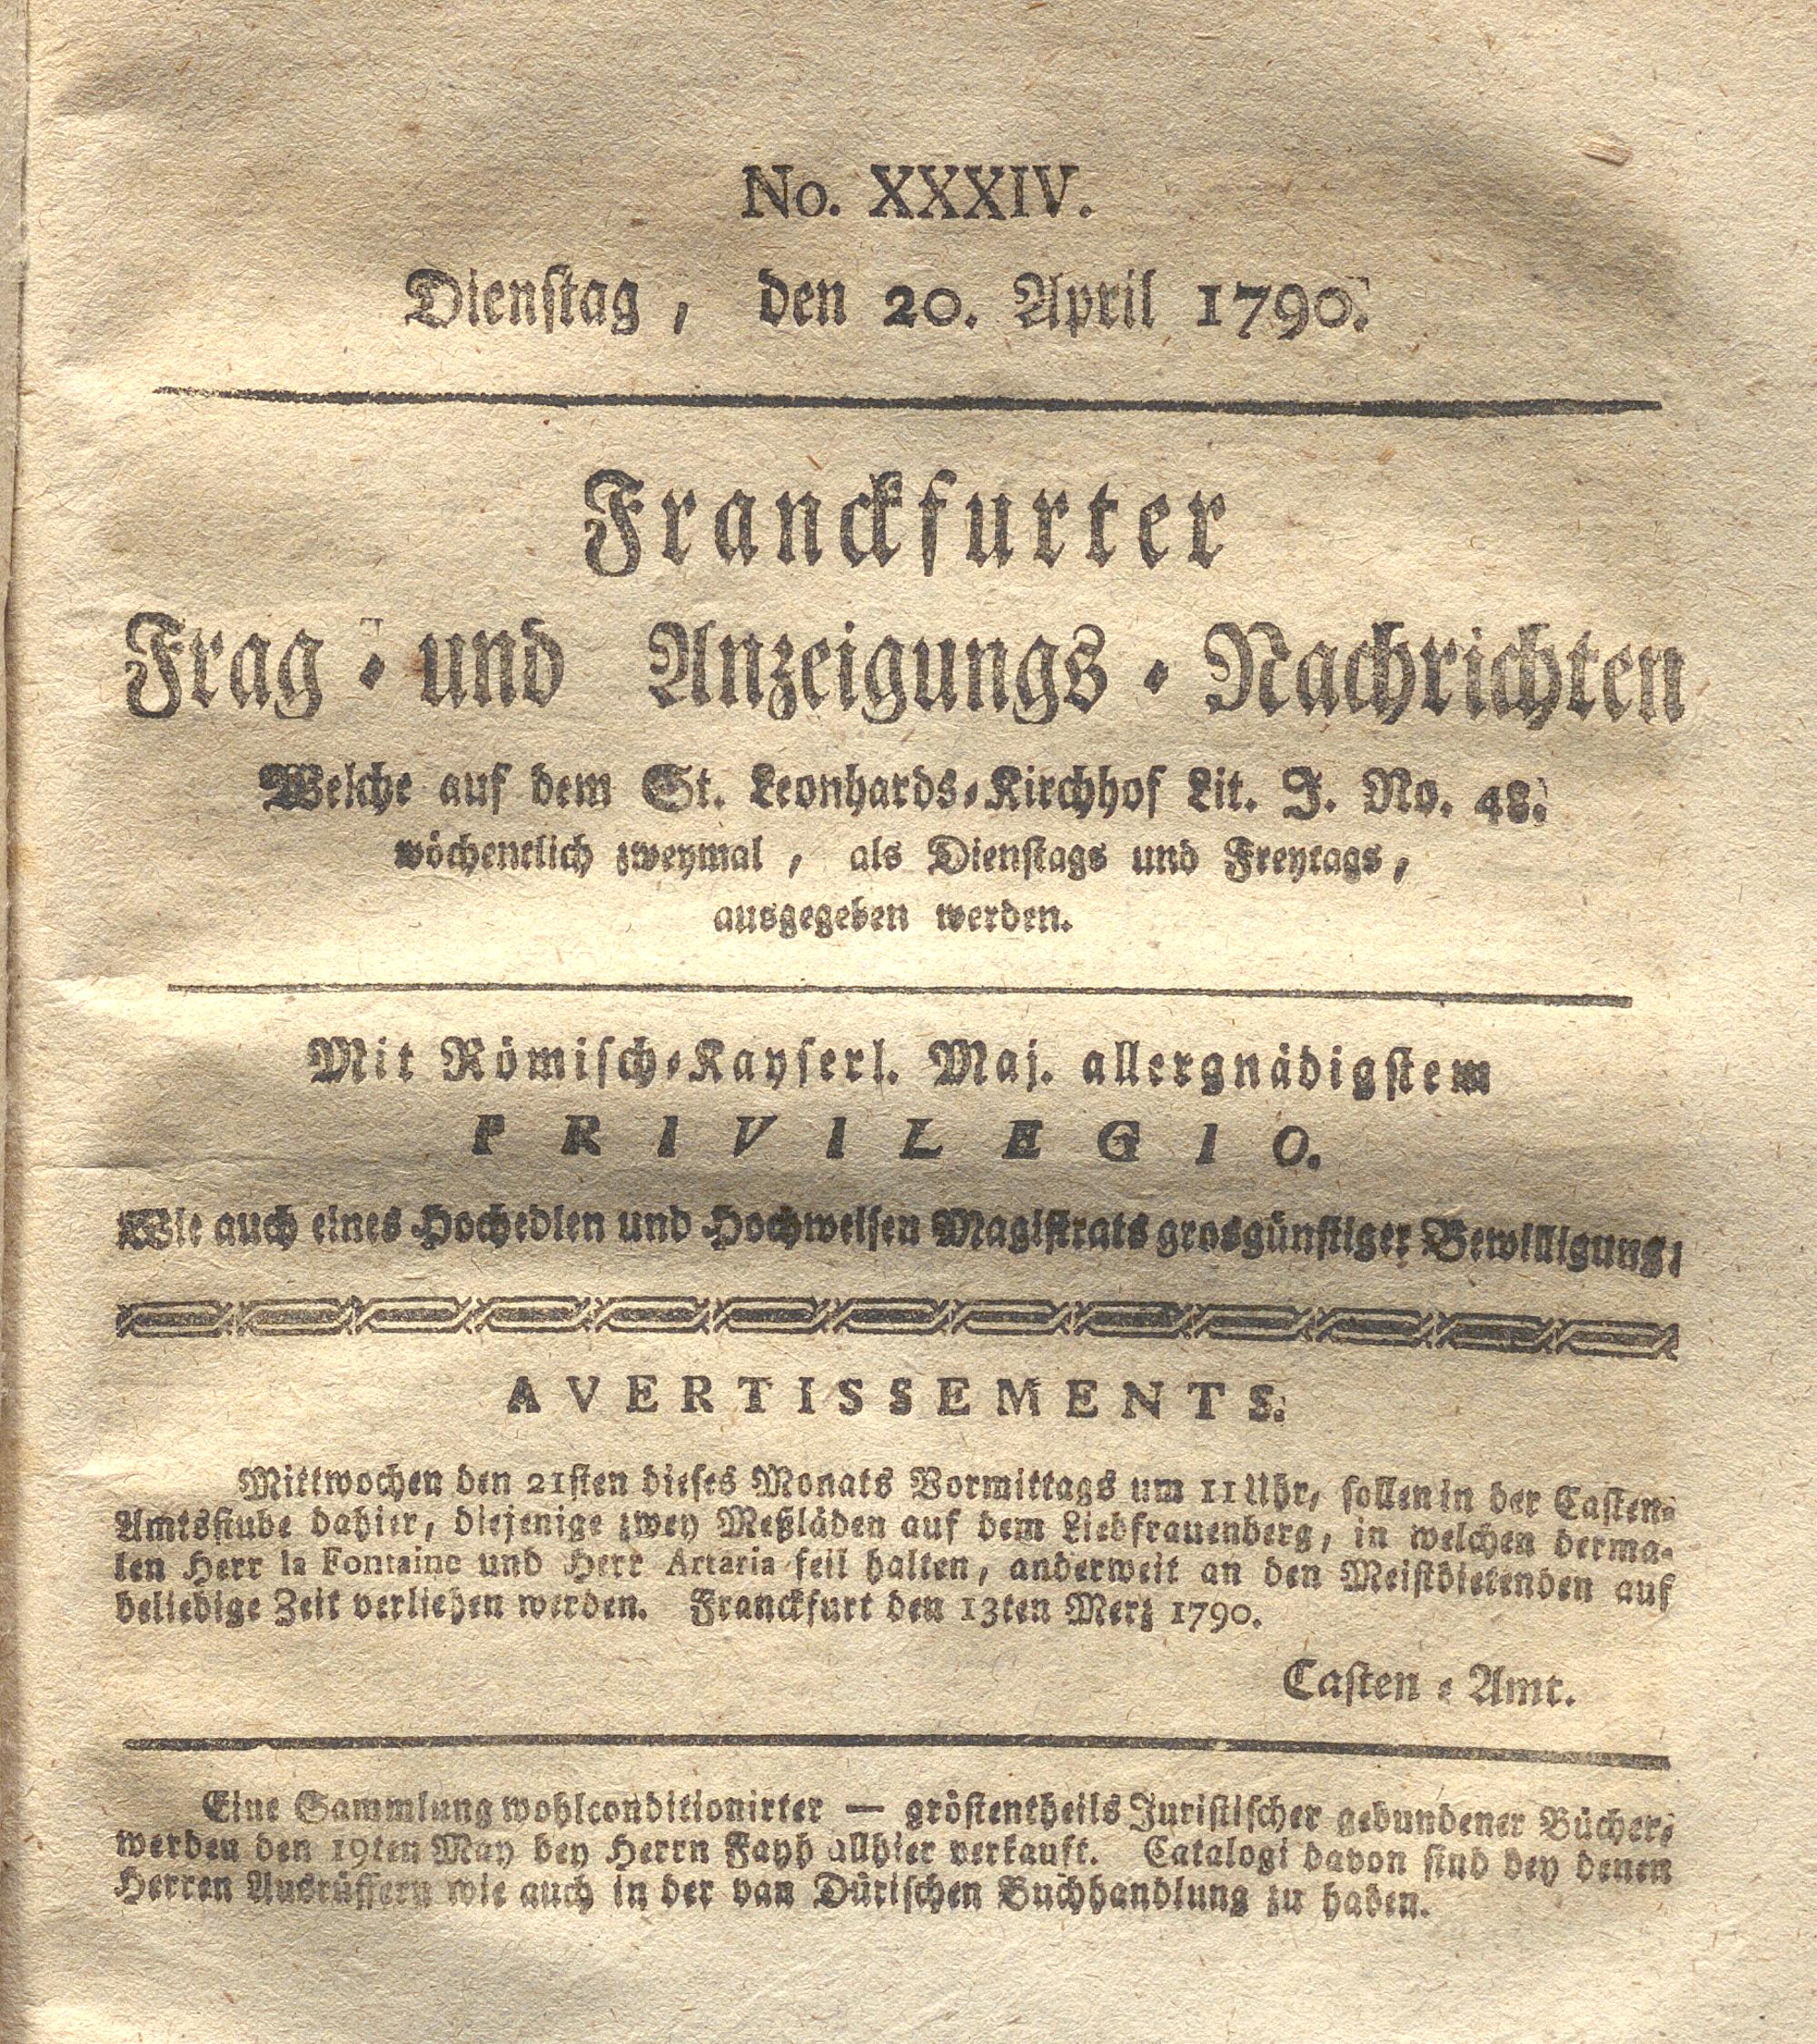 No. XXXIV.
Dienſtag, den 20. April 1790.
Franckfurter
Frag- und Anzeigungs-Nachrichten
Welche auf dem St. Leonhards-Kirchhof Lit. J. No. 48.
wöchentlich zweymal, als Dienſtags und Freytags,
ausgegeben werden.
Mit Römiſch-Kayſerl. Maj. allergnädigſtem
PRIVILEGIO.
Wie auch eines Hochedlen und Hochweiſen Magiſtrats grosgünſtiger Bewilligung,
AVERTISSEMENTS.
Mittwochen den 21ſten dieſes Monats Vormittags um 11 Uhr, ſollen in der Caſten-
Amtsſtube dahier, diejenige zwey Meßläden auf dem Liebfrauenberg, in welchen derma-
len Herr la Fontaine und Herr Artaria feil halten, anderweit an den Meiſtbietenden auf
beliebige Zeit verliehen werden. Franckfurt den 13ten Merz 1790.
Caſten-Amt.
Eine Sammlung wohlconditionirter — gröſtentheils Juriſtiſcher gebundener Bücher,
werden den 19ten May bey Herrn Fayh allhier verkauft. Catalogi davon ſind bey denen
Herren Ausrüffern wie auch in der van Düriſchen Buchhandlung zu haben.